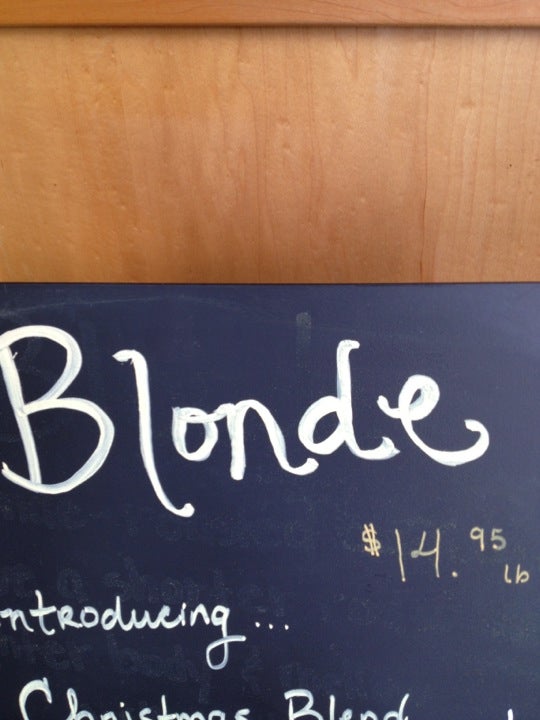 Blonde
$14.95 lb
ntroducing...
Christmas Blend